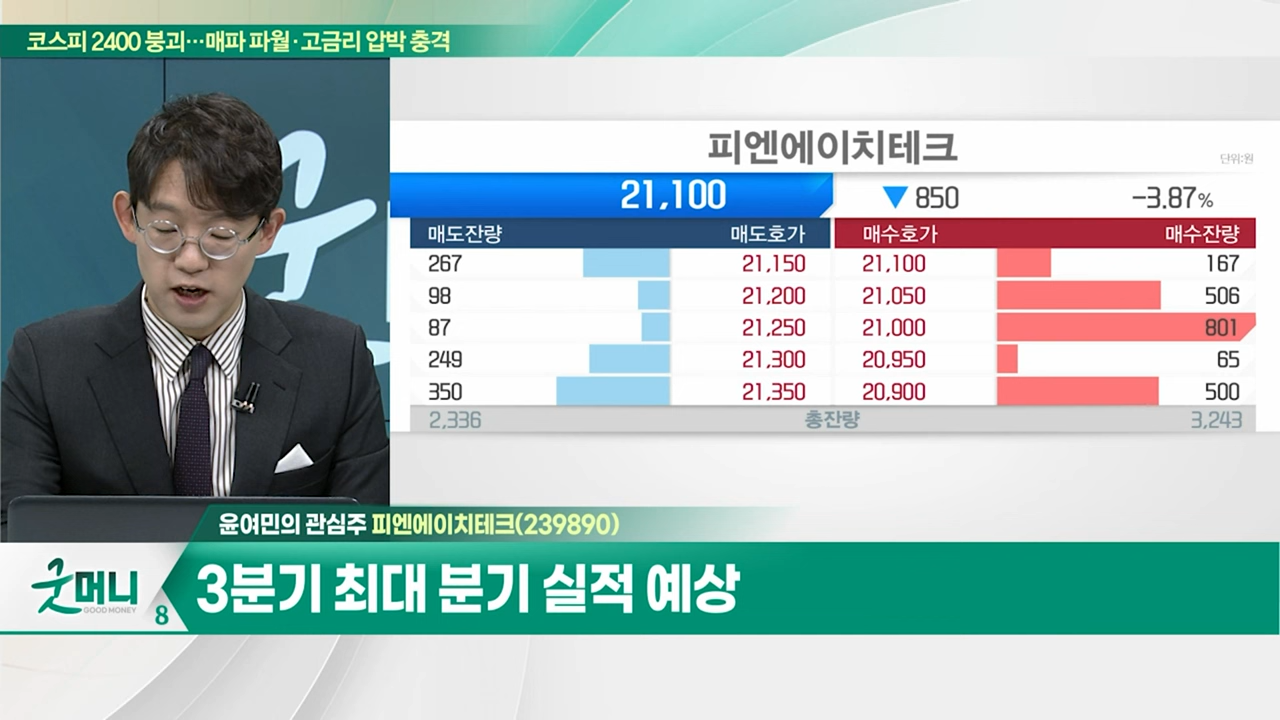 코스피 2400 붕괴…매파 파월·고금리 압박 충격
피엔에이치테크
단위:원
21,100 ▼850 -3.87%
매도잔량 매도호가 매수호가 매수잔량
267 21,150 21,100 167
98 21,200 21,050 506
87 21,250 21,000 801
249 21,300 20,950 65
350 21,350 20,900 500
2,336 총잔량 3,243
윤여민의 관심주 피엔에이치테크(239890)
굿머니
GOOD MONEY
8
3분기 최대 분기 실적 예상